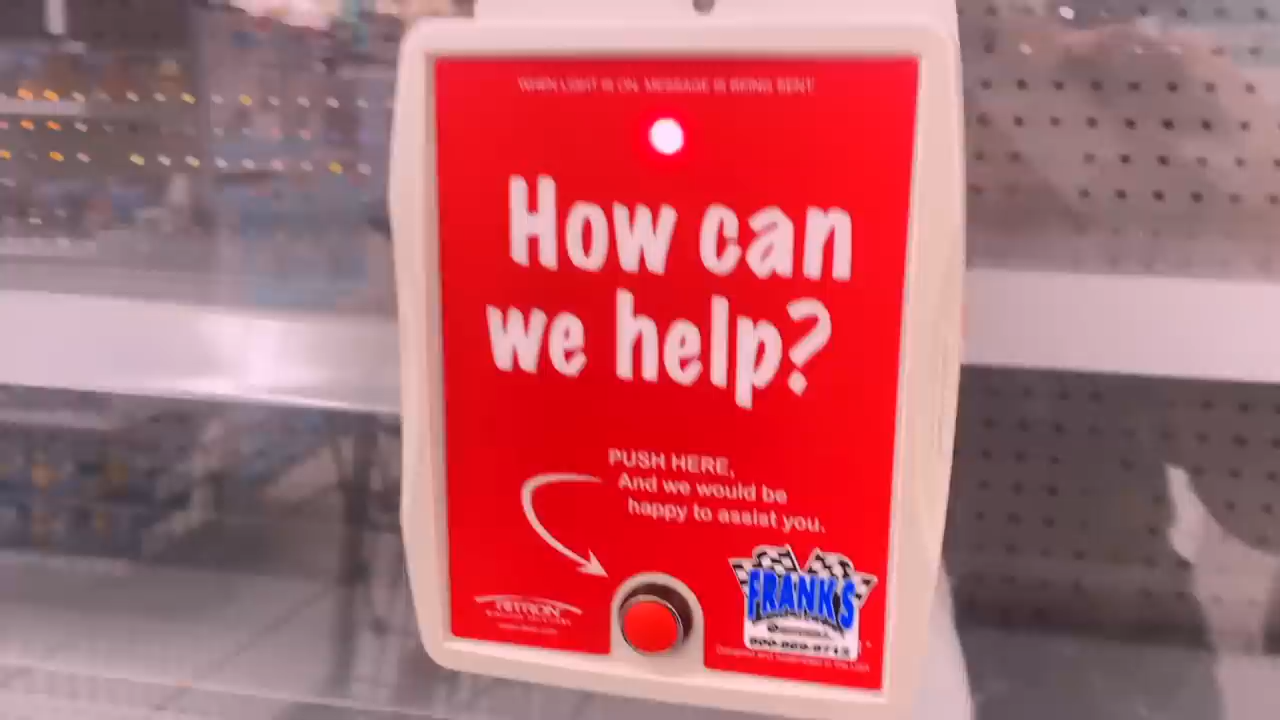 WHEN LIGHT IS ON, MESSAGE IS BEING SENT
How can
we help?
PUSH HERE,
And we would be
happy to assist you.
RITRON
FRANK'S